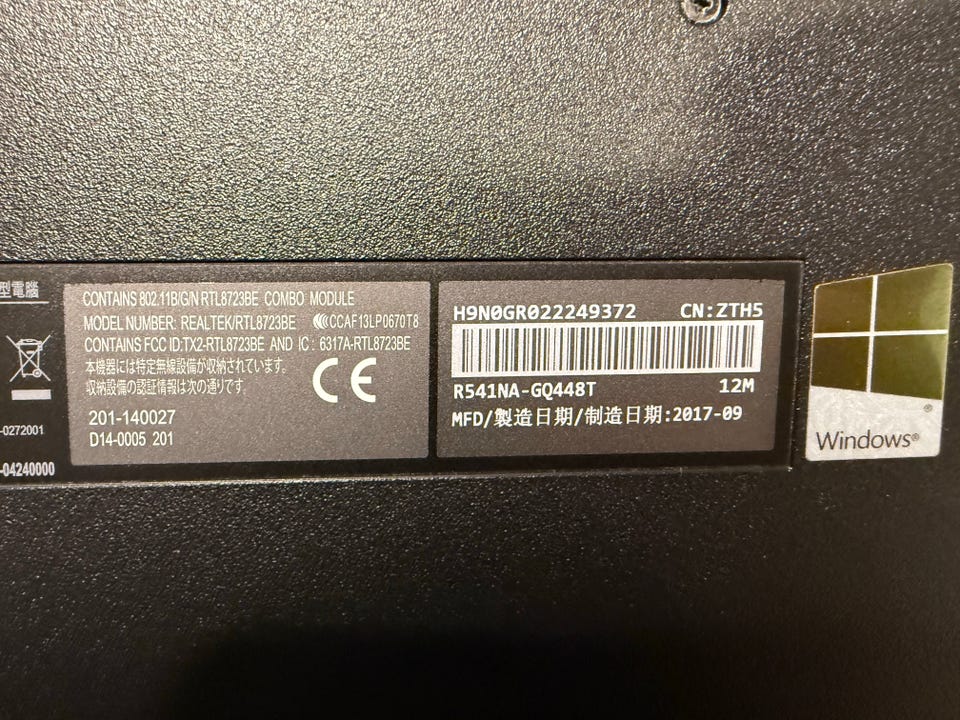 型電腦
-0272001
-04240000
CONTAINS 802.11B/G/N RTL8723BE COMBO MODULE
MODEL NUMBER: REALTEK/RTL8723BE CCAF13LP0670T8
CONTAINS FCC ID:TX2-RTL8723BE AND IC : 6317A-RTL8723BE
本機器には特定無線設備が収納されています。
収納設備の認証情報は次の通りです
CE
201-140027
D14-0005 201
H9N0GR022249372 CN:ZTH5
R541NA-GQ448T 12M
MFD/製造日期/制造日期:2017-09
Windows®